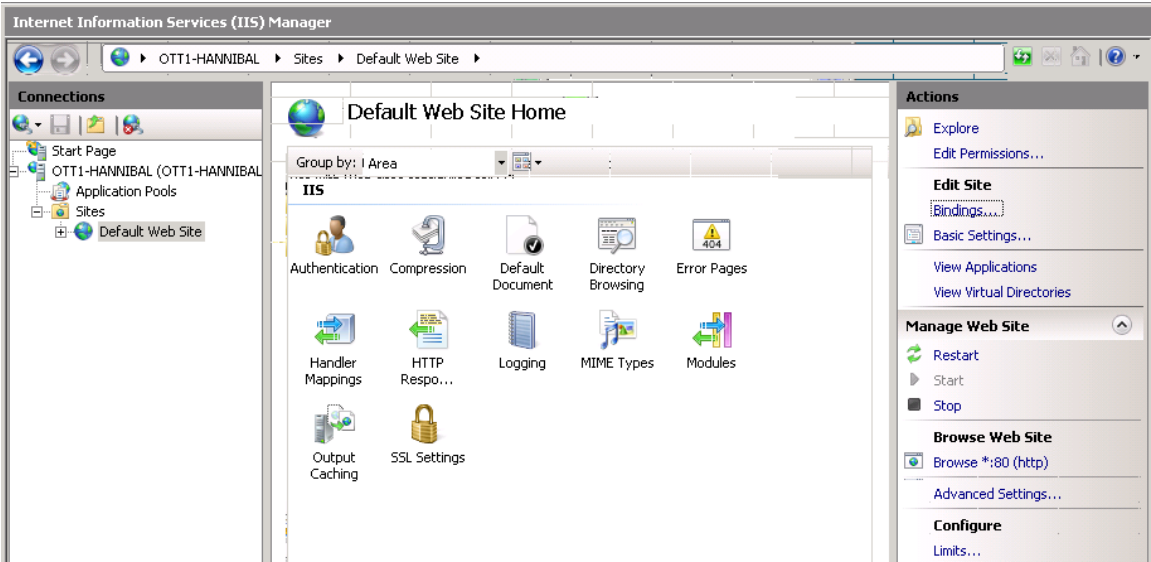 Internet Information Services (IIS) Manager
OTT1-HANNIBAL Sites Default Web Site
Connections
Start Page
OTT1-HANNIBAL (OTT1-HANNIBAL
Application Pools
Sites
Default Web Site
Default Web Site Home
Group by: Area
IIS
Authentication Compression Default Document Directory Browsing Error Pages
404
Handler Mappings HTTP Respo... Logging MIME Types Modules
Output Caching SSL Settings
Actions
Explore
Edit Permissions...
Edit Site
Bindings...
Basic Settings...
View Applications
View Virtual Directories
Manage Web Site
Restart
Start
Stop
Browse Web Site
Browse *:80 (http)
Advanced Settings...
Configure
Limits...